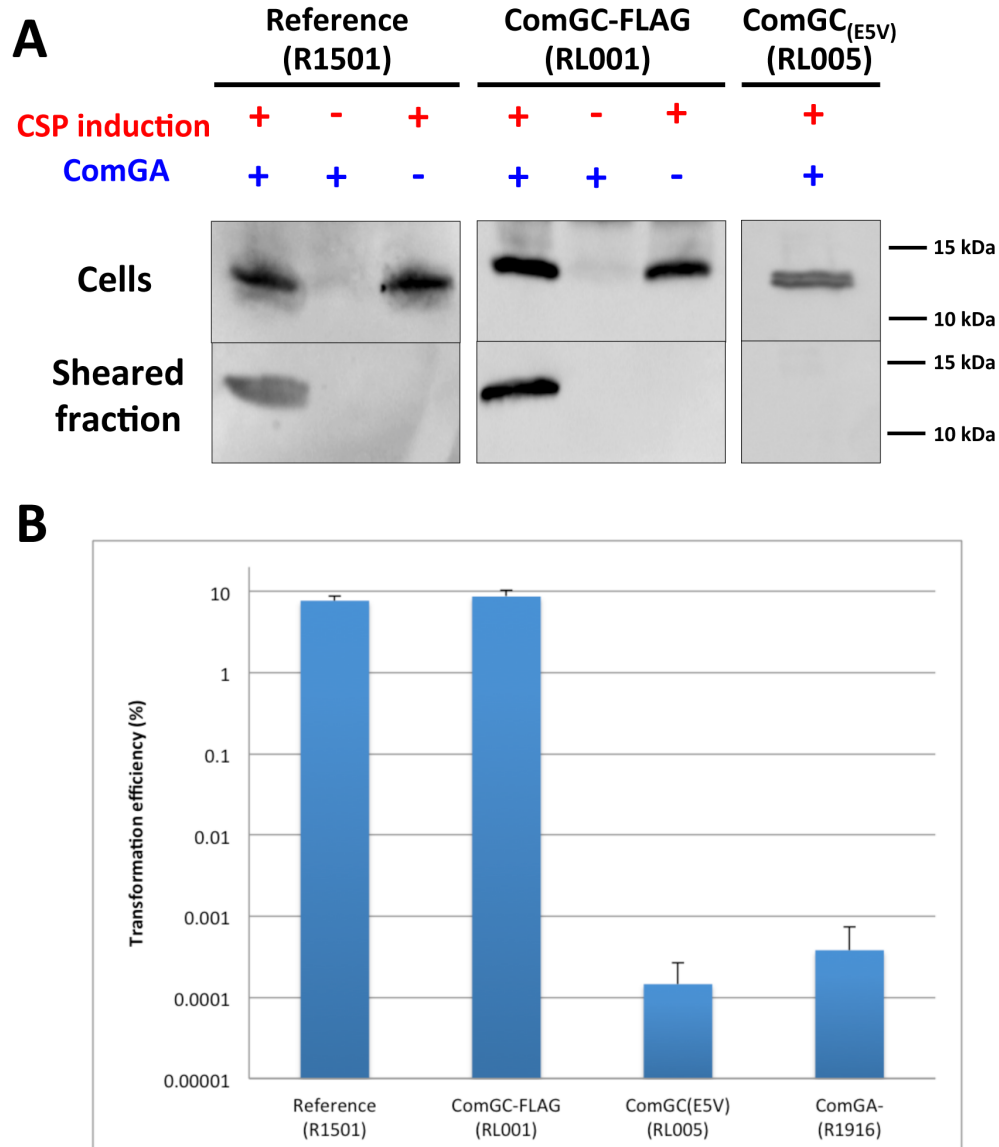 A
Reference
(R1501)
ComGC-FLAG
(RL001)
ComGC(E5V)
(RL005)
CSP induction + - + + - + +
ComGA + + - + + - +
Cells
15 kDa
10 kDa
Sheared
fraction
15 kDa
10 kDa
B
Transformation efficiency (%)
10
1
0.1
0.01
0.001
0.0001
0.00001
Reference
(R1501)
ComGC-FLAG
(RL001)
ComGC(E5V)
(RL005)
ComGA-
(R1916)